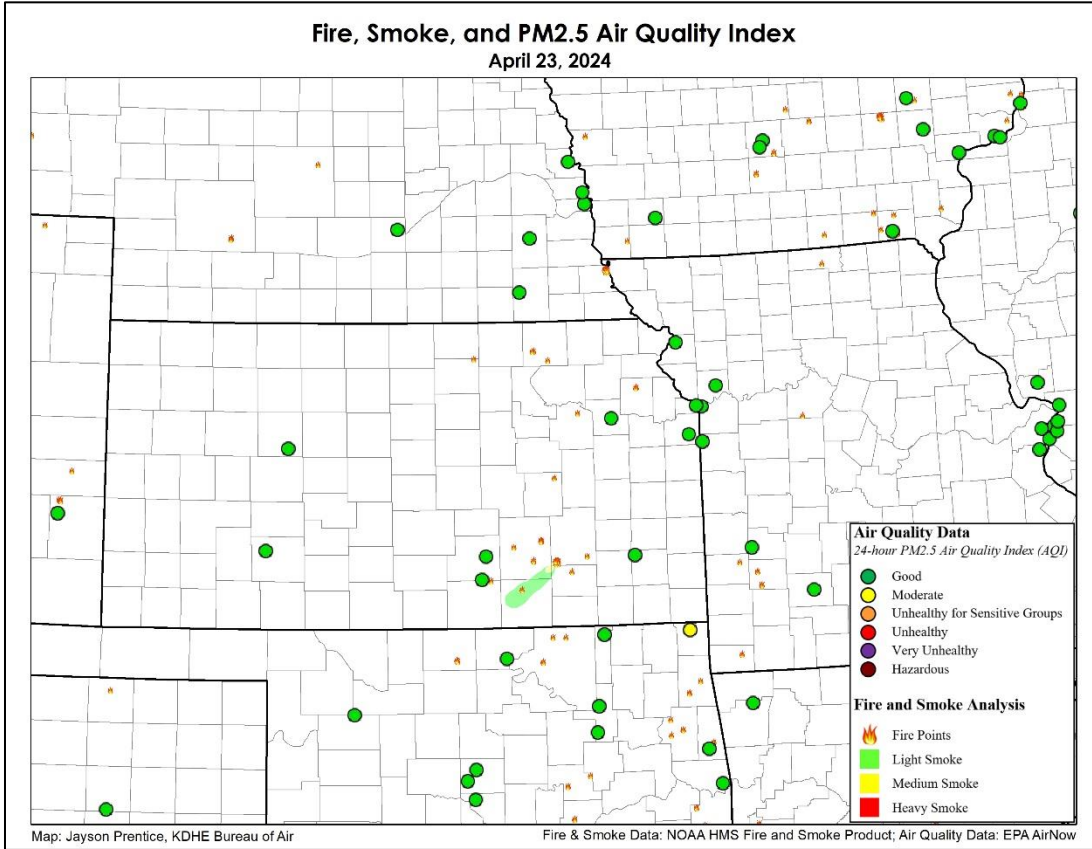 Fire, Smoke, and PM2.5 Air Quality Index
April 23, 2024
Air Quality Data
24-hour PM2.5 Air Quality Index (AQI)
Good
Moderate
Unhealthy for Sensitive Groups
Unhealthy
Very Unhealthy
Hazardous
Fire and Smoke Analysis
Fire Points
Light Smoke
Medium Smoke
Heavy Smoke
Map: Jayson Prentice, KDHE Bureau of Air
Fire & Smoke Data: NOAA HMS Fire and Smoke Product; Air Quality Data: EPA AirNow